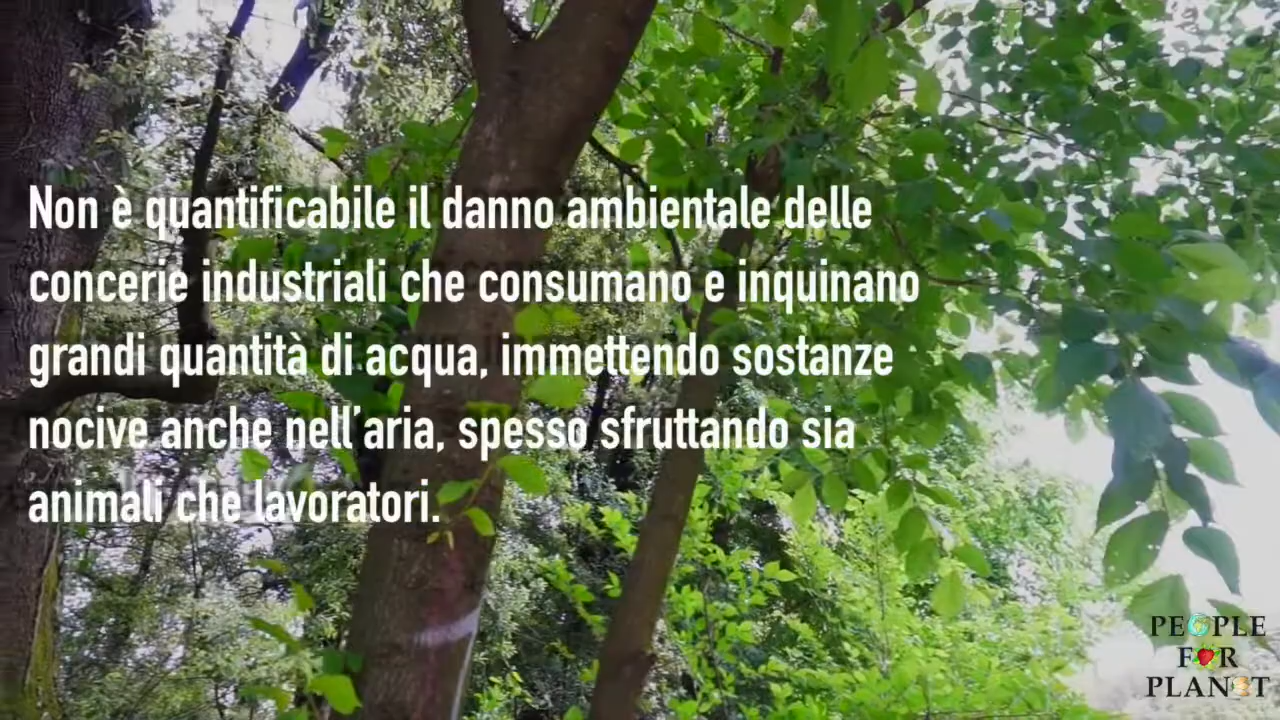 Non è quantificabile il danno ambientale delle
concerie industriali che consumano e inquinano
grandi quantità di acqua, immettendo sostanze
nocive anche nell'aria, spesso sfruttando sia
animali che lavoratori.
PEOPLE
FOR
PLANET